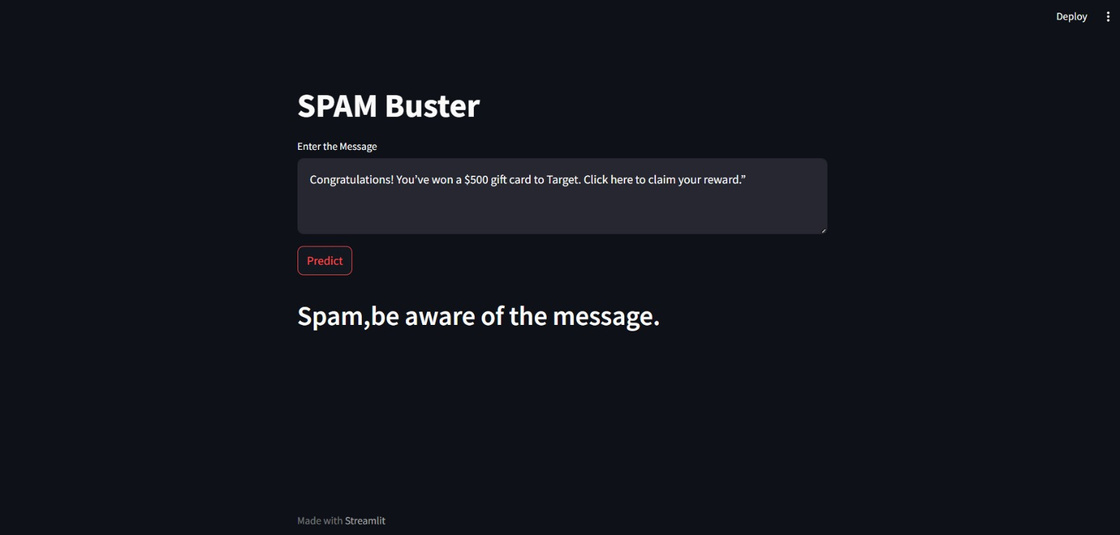 Deploy
SPAM Buster
Enter the Message
Congratulations! You’ve won a $500 gift card to Target. Click here to claim your reward.”
Predict
Spam,be aware of the message.
Made with Streamlit